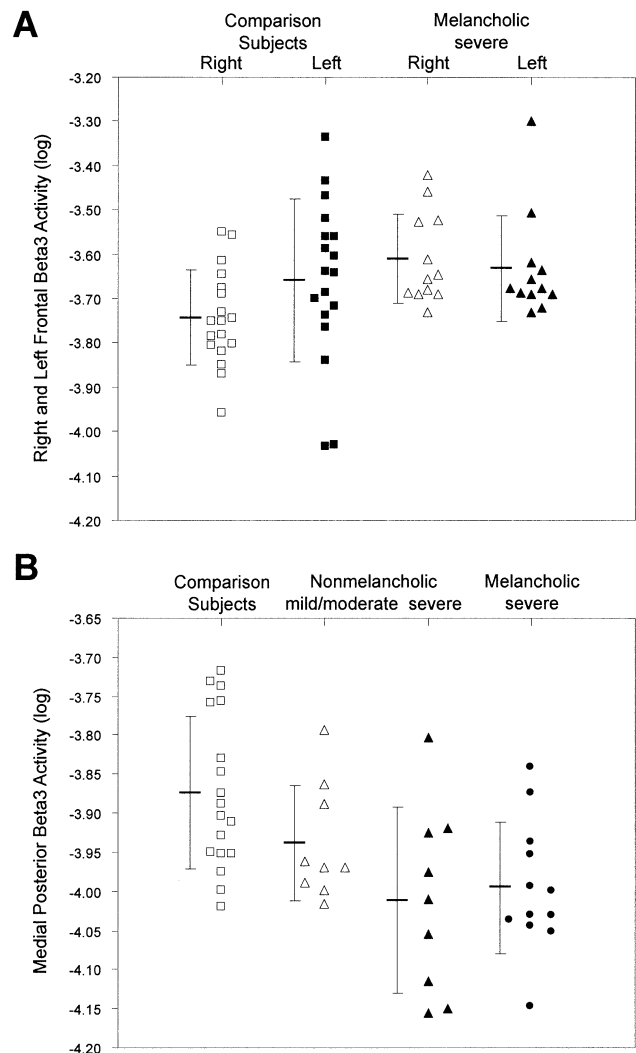 A
Comparison Subjects
Melancholic severe
Right
Left
Right
Left
Right and Left Frontal Beta3 Activity (log)
-3.20
-3.30
-3.40
-3.50
-3.60
-3.70
-3.80
-3.90
-4.00
-4.10
-4.20
B
Comparison Subjects
Nonmelancholic
mild/moderate severe
Melancholic severe
Medial Posterior Beta3 Activity (log)
-3.65
-3.70
-3.75
-3.80
-3.85
-3.90
-3.95
-4.00
-4.05
-4.10
-4.15
-4.20